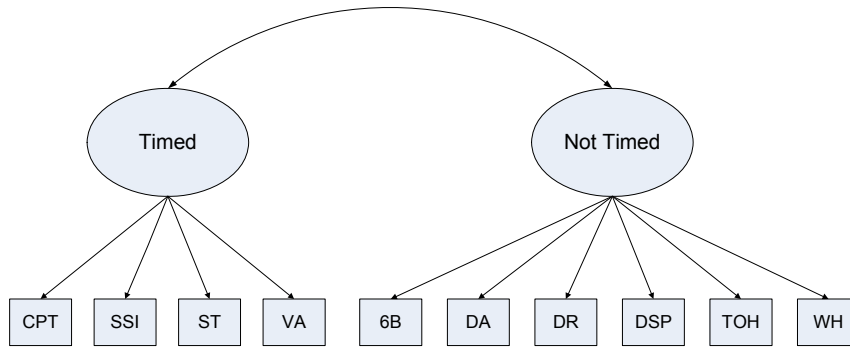 Timed
Not Timed
CPT
SSI
ST
VA
6B
DA
DR
DSP
TOH
WH